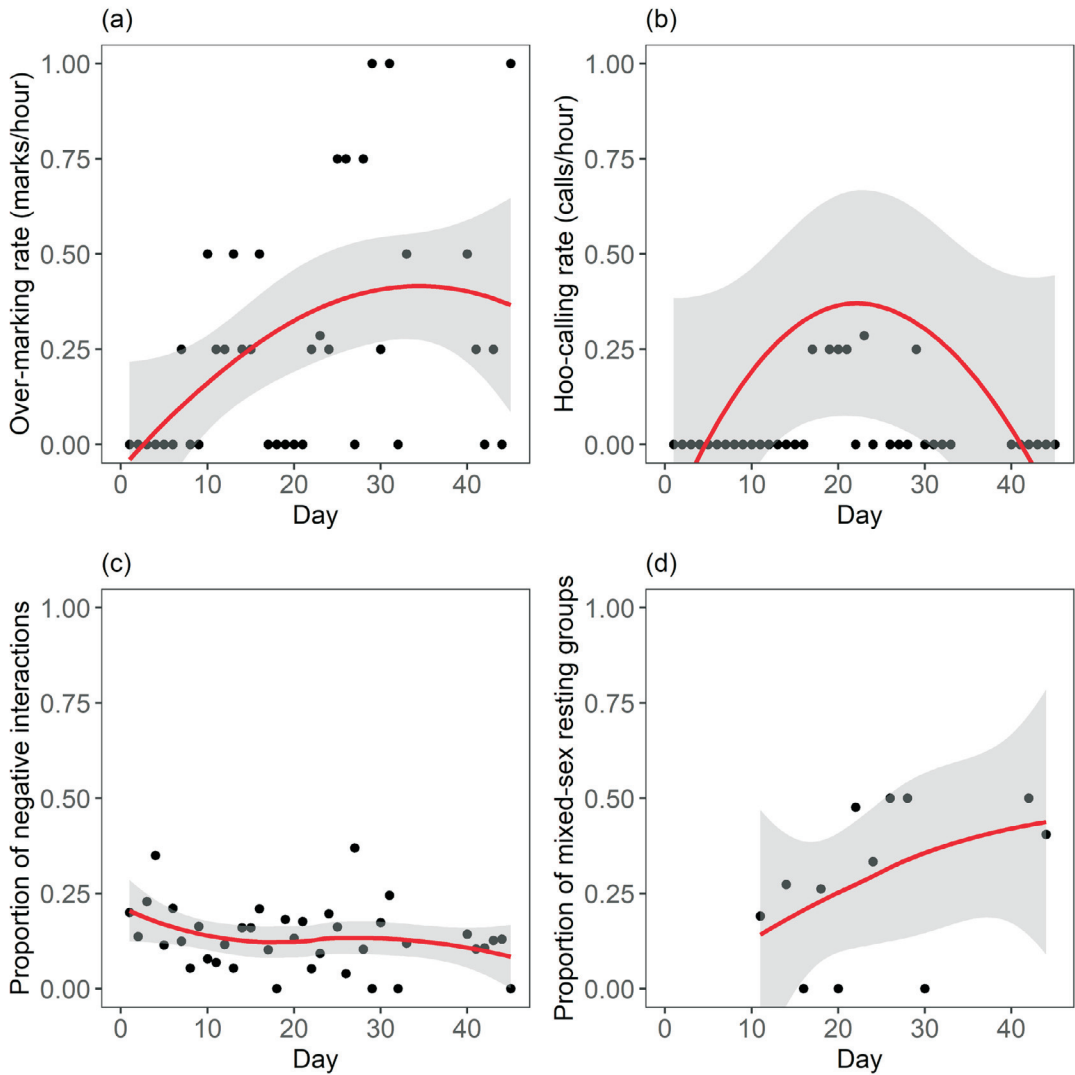 (a)
Over-marking rate (marks/hour)
1.00
0.75
0.50
0.25
0.00
0 10 20 30 40
Day
(b)
Hoo-calling rate (calls/hour)
1.00
0.75
0.50
0.25
0.00
0 10 20 30 40
Day
(c)
Proportion of negative interactions
1.00
0.75
0.50
0.25
0.00
0 10 20 30 40
Day
(d)
Proportion of mixed-sex resting groups
1.00
0.75
0.50
0.25
0.00
0 10 20 30 40
Day